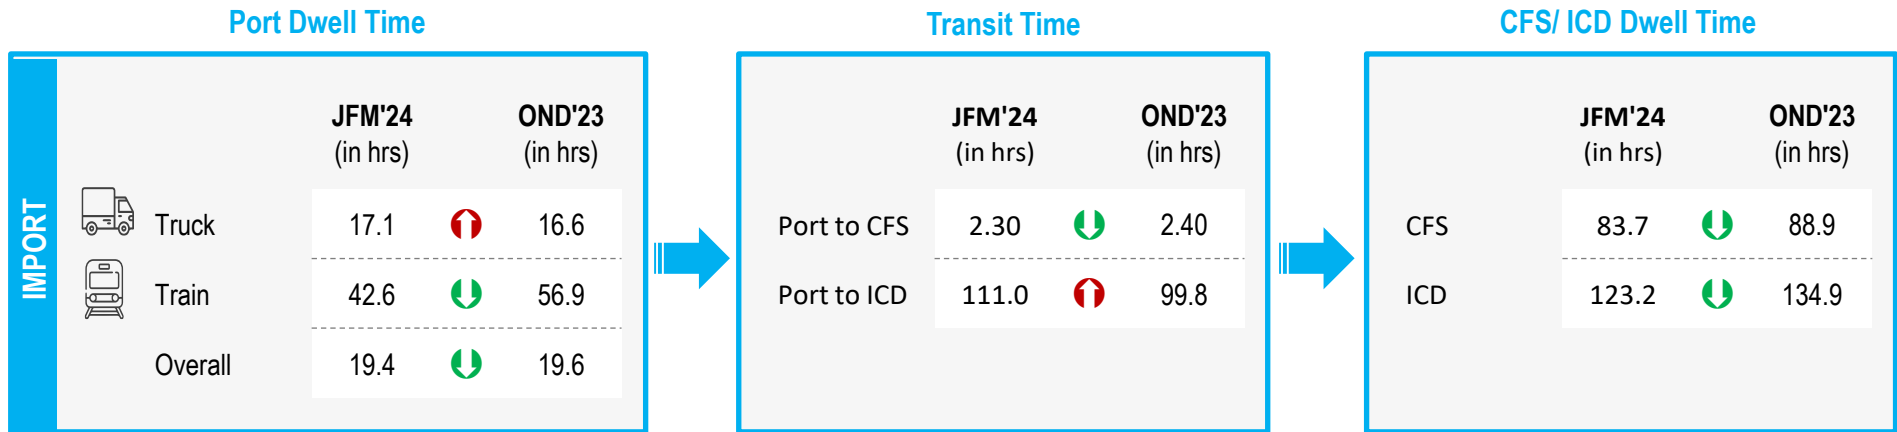 Port Dwell Time
Transit Time
CFS/ ICD Dwell Time
IMPORT
JFM'24 OND'23
(in hrs) (in hrs)
Truck 17.1 16.6
Train 42.6 56.9
Overall 19.4 19.6
JFM'24 OND'23
(in hrs) (in hrs)
Port to CFS 2.30 2.40
Port to ICD 111.0 99.8
JFM'24 OND'23
(in hrs) (in hrs)
CFS 83.7 88.9
ICD 123.2 134.9